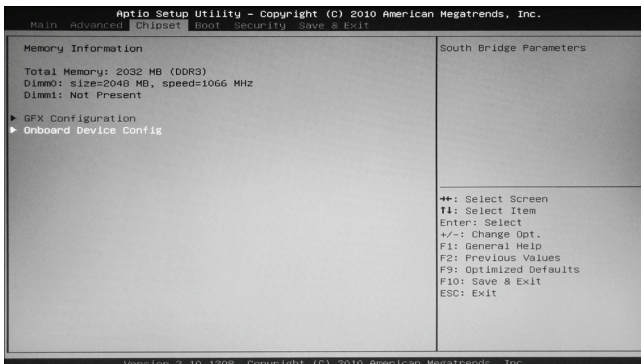 Aptio Setup Utility – Copyright (C) 2010 American Megatrends, Inc.
Main Advanced Chipset Boot Security Save & Exit
Memory Information
Total Memory: 2032 MB (DDR3)
Dimm0: size=2048 MB, speed=1066 MHz
Dimm1: Not Present
► GFX Configuration
► Onboard Device Config
South Bridge Parameters
→←: Select Screen
↑↓: Select Item
Enter: Select
+/-: Change Opt.
F1: General Help
F2: Previous Values
F9: Optimized Defaults
F10: Save & Exit
ESC: Exit
Version 2.10.1208. Copyright (C) 2010 American Megatrends, Inc.